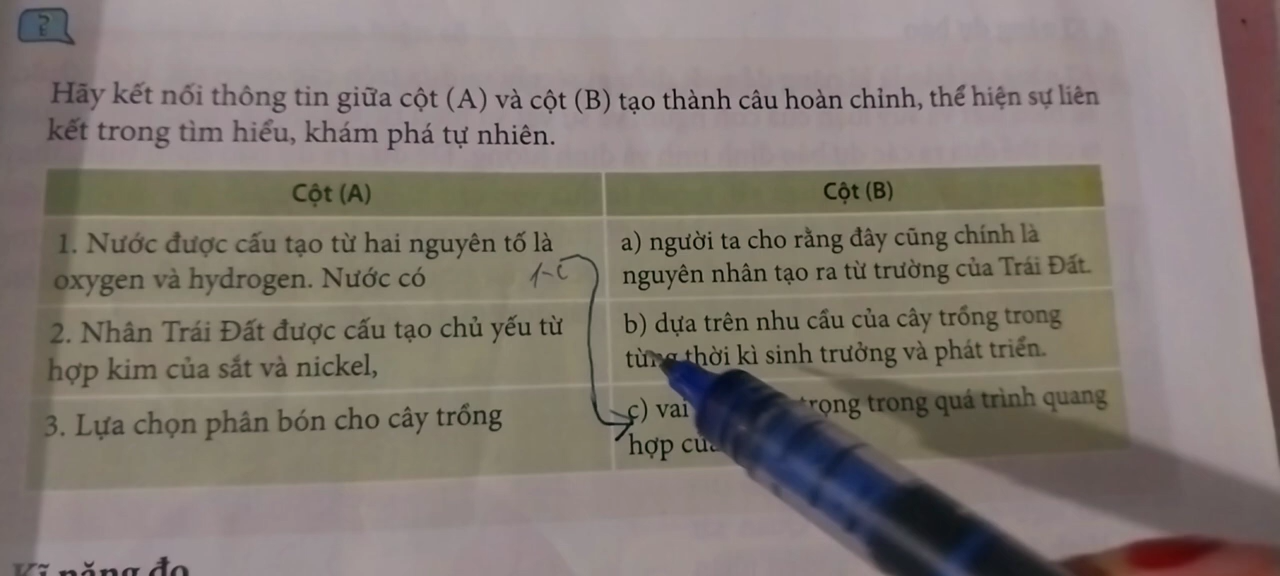 ?
Hãy kết nối thông tin giữa cột (A) và cột (B) tạo thành câu hoàn chỉnh, thể hiện sự liên
kết trong tìm hiểu, khám phá tự nhiên.
Cột (A)
Cột (B)
1. Nước được cấu tạo từ hai nguyên tố là
oxygen và hydrogen. Nước có
1-C
a) người ta cho rằng đây cũng chính là
nguyên nhân tạo ra từ trường của Trái Đất.
2. Nhân Trái Đất được cấu tạo chủ yếu từ
hợp kim của sắt và nickel,
b) dựa trên nhu cầu của cây trồng trong
từng thời kì sinh trưởng và phát triển.
3. Lựa chọn phân bón cho cây trồng
c) vai trọng trong quá trình quang
hợp
Kĩ năng đo